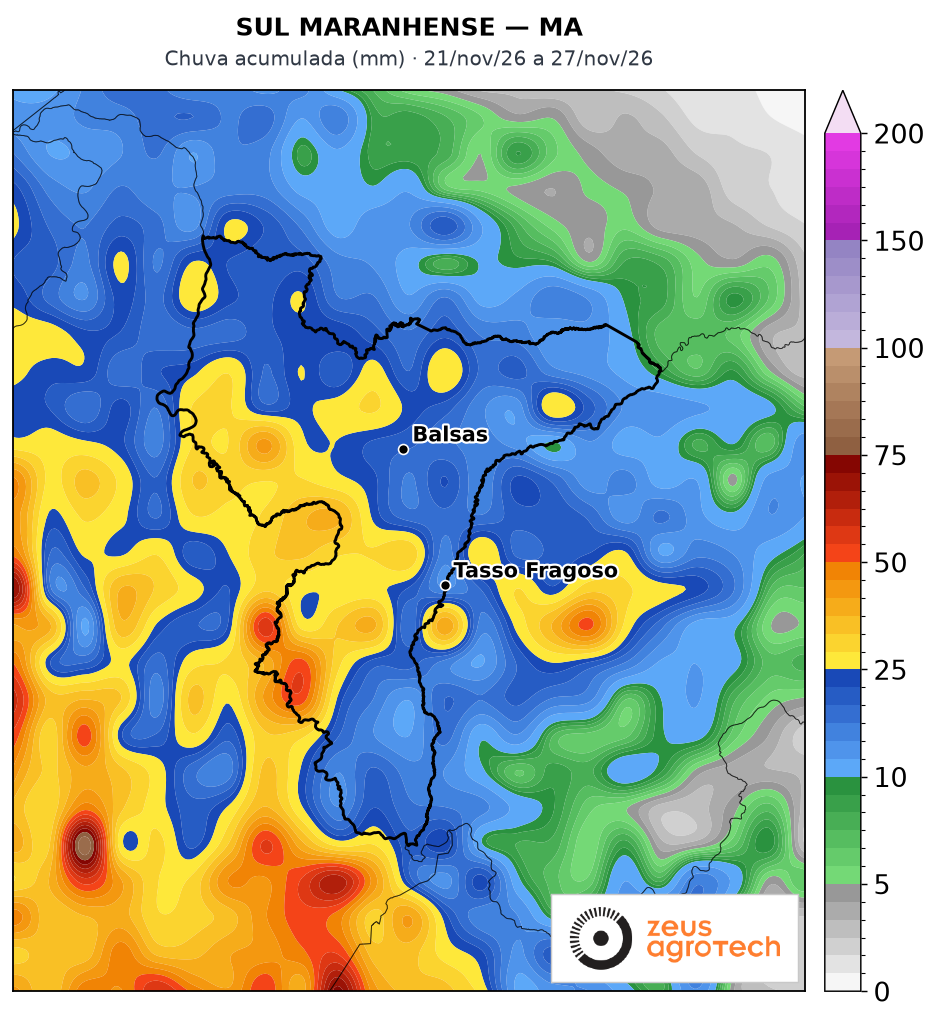 SUL MARANHENSE — MA
Chuva acumulada (mm) · 21/nov/26 a 27/nov/26
200
150
100
75
50
25
10
5
0
Balsas
Tasso Fragoso
zeus
agroTech